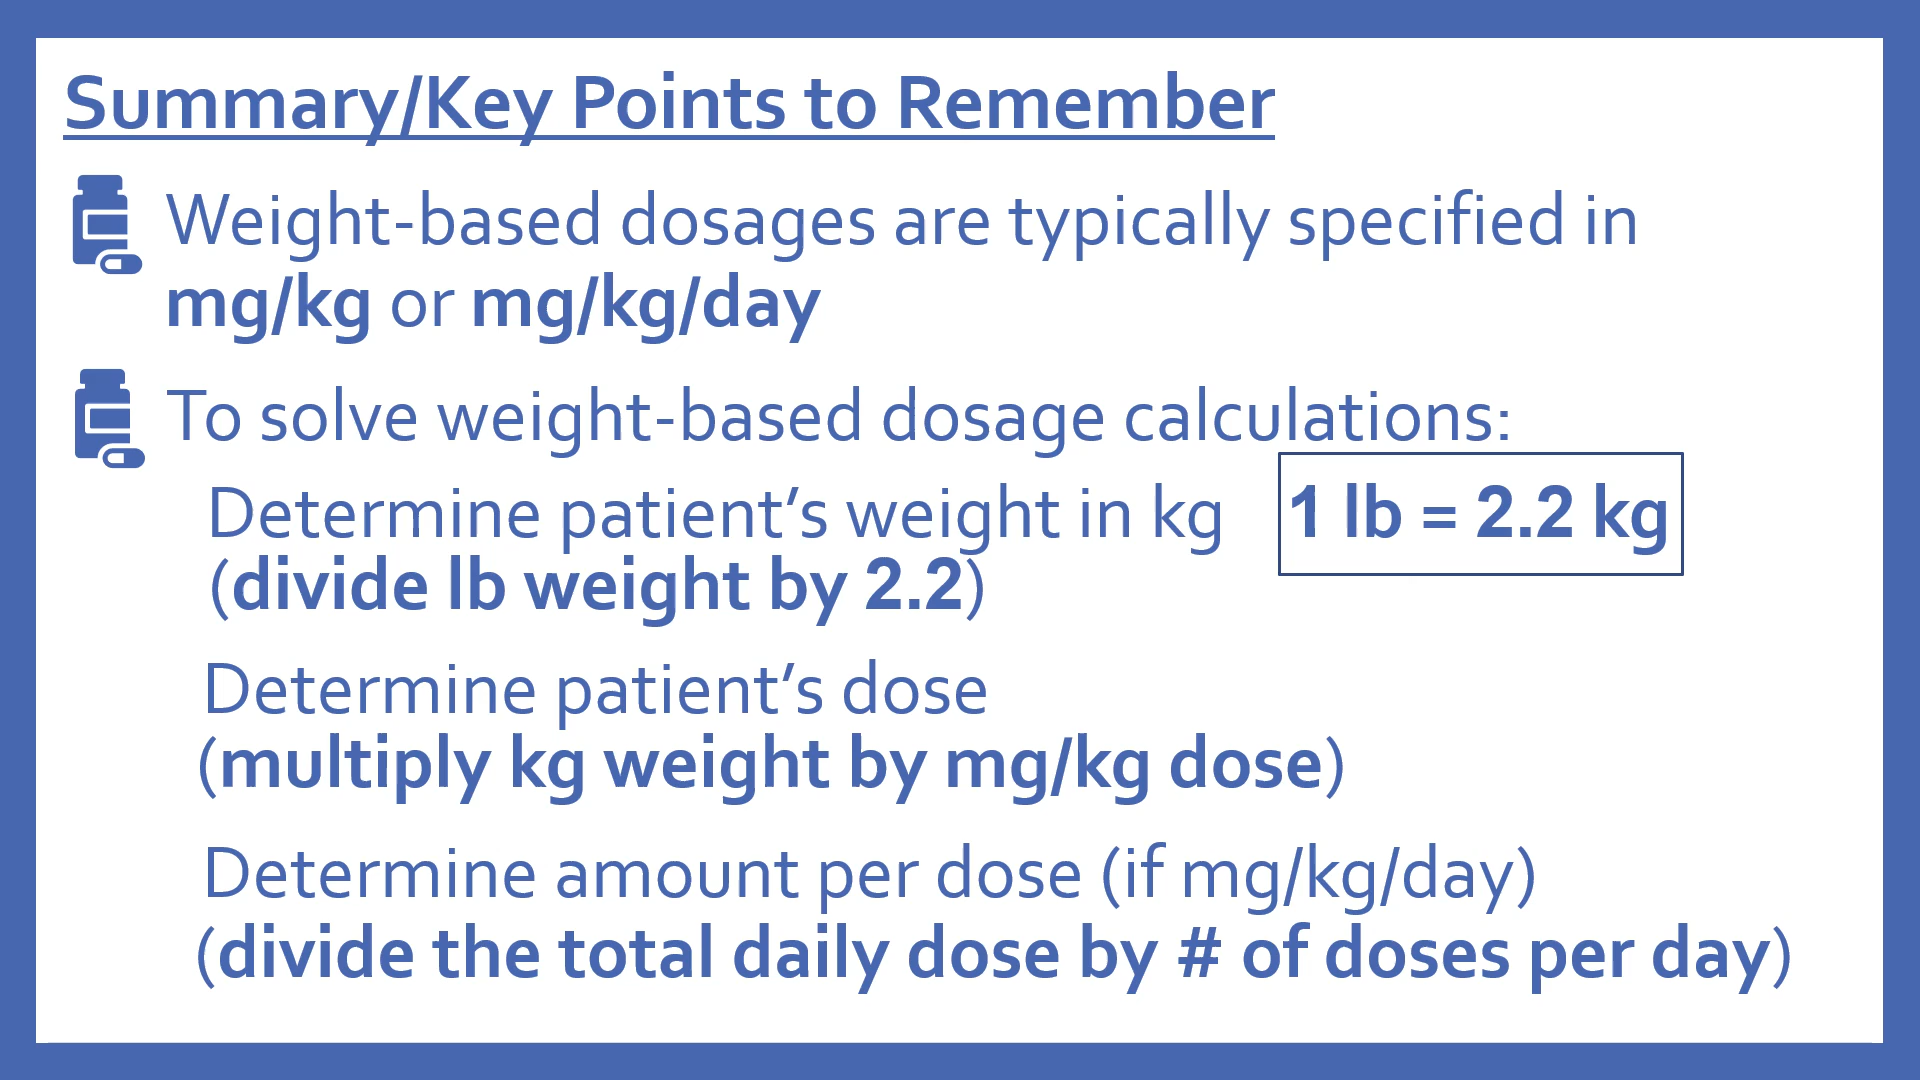 Summary/Key Points to Remember
Weight-based dosages are typically specified in
mg/kg or mg/kg/day
To solve weight-based dosage calculations:
Determine patient’s weight in kg
1 lb = 2.2 kg
(divide lb weight by 2.2)
Determine patient’s dose
(multiply kg weight by mg/kg dose)
Determine amount per dose (if mg/kg/day)
(divide the total daily dose by # of doses per day)